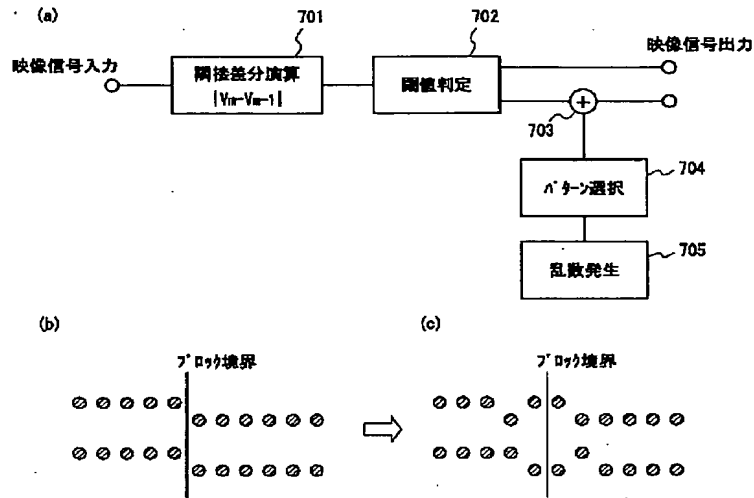 (a)
701
702
映像信号入力
隣接差分演算
|Vm-Vm-1|
閾値判定
映像信号出力
+
703
704
パターン選択
705
乱数発生
(b)
(c)
ブロック境界
ブロック境界